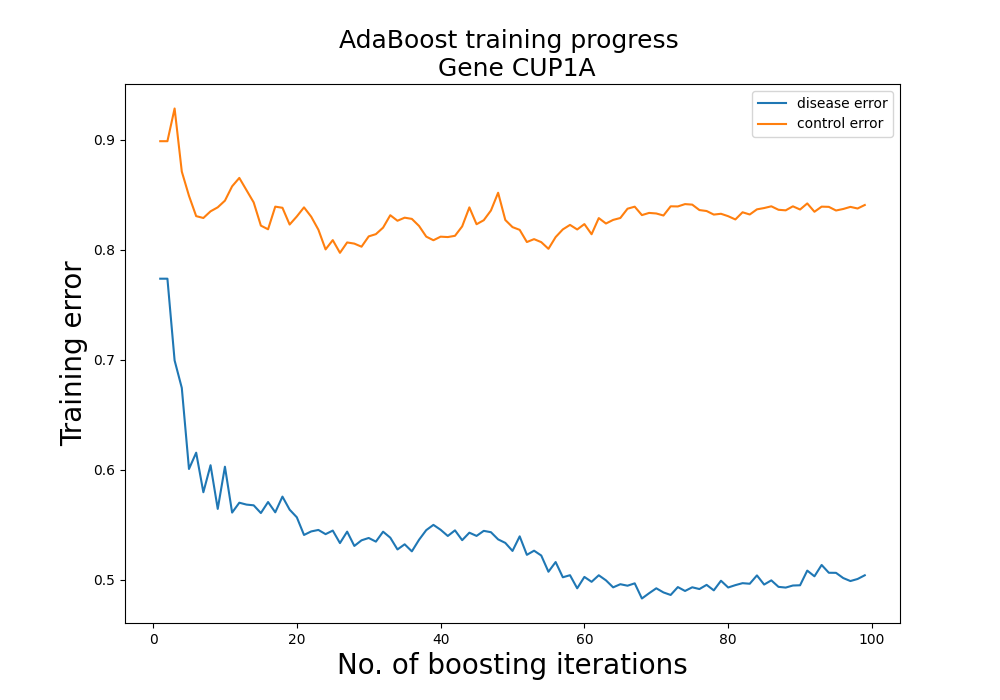 AdaBoost training progress
Gene CUP1A
disease error
control error
Training error
0.9
0.8
0.7
0.6
0.5
0
20
40
60
80
100
No. of boosting iterations